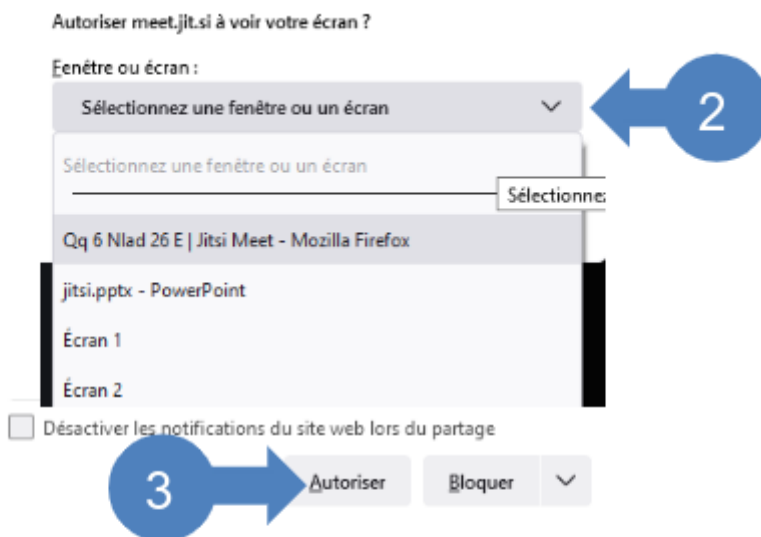 Autoriser meet.jit.si à voir votre écran ?
Fenêtre ou écran :
Sélectionnez une fenêtre ou un écran
2
Sélectionnez une fenêtre ou un écran
Sélectionnez
Qq 6 Nlad 26 E | Jitsi Meet - Mozilla Firefox
jitsi.pptx - PowerPoint
Écran 1
Écran 2
Désactiver les notifications du site web lors du partage
3
Autoriser
Bloquer